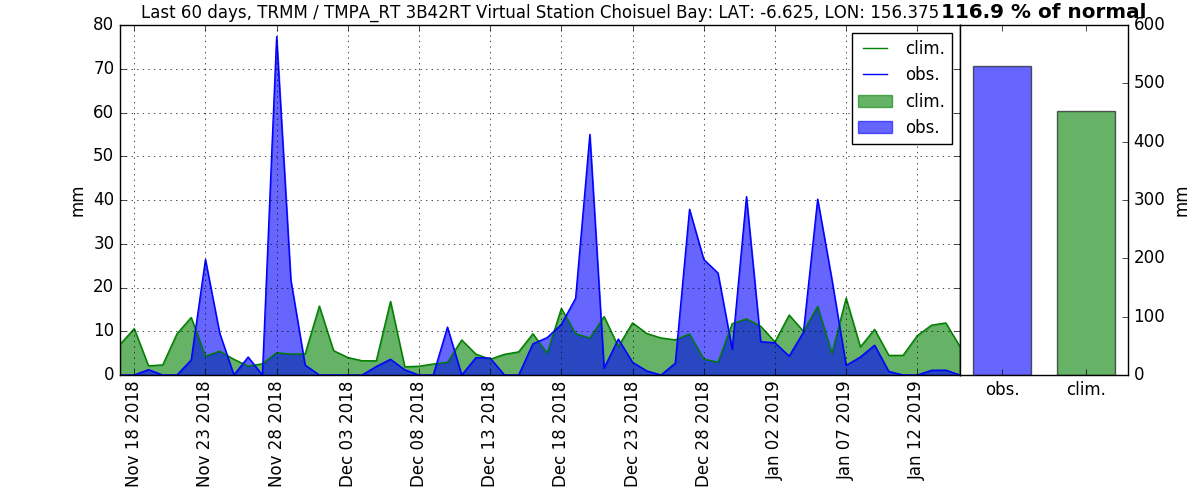 Last 60 days, TRMM / TMPA_RT 3B42RT Virtual Station Choisuel Bay: LAT: -6.625, LON: 156.375
116.9 % of normal
80
70
60
50
40
30
20
10
0
mm
clim.
obs.
clim.
obs.
Nov 18 2018
Nov 23 2018
Nov 28 2018
Dec 03 2018
Dec 08 2018
Dec 13 2018
Dec 18 2018
Dec 23 2018
Dec 28 2018
Jan 02 2019
Jan 07 2019
Jan 12 2019
600
500
400
300
200
100
0
mm
obs.
clim.